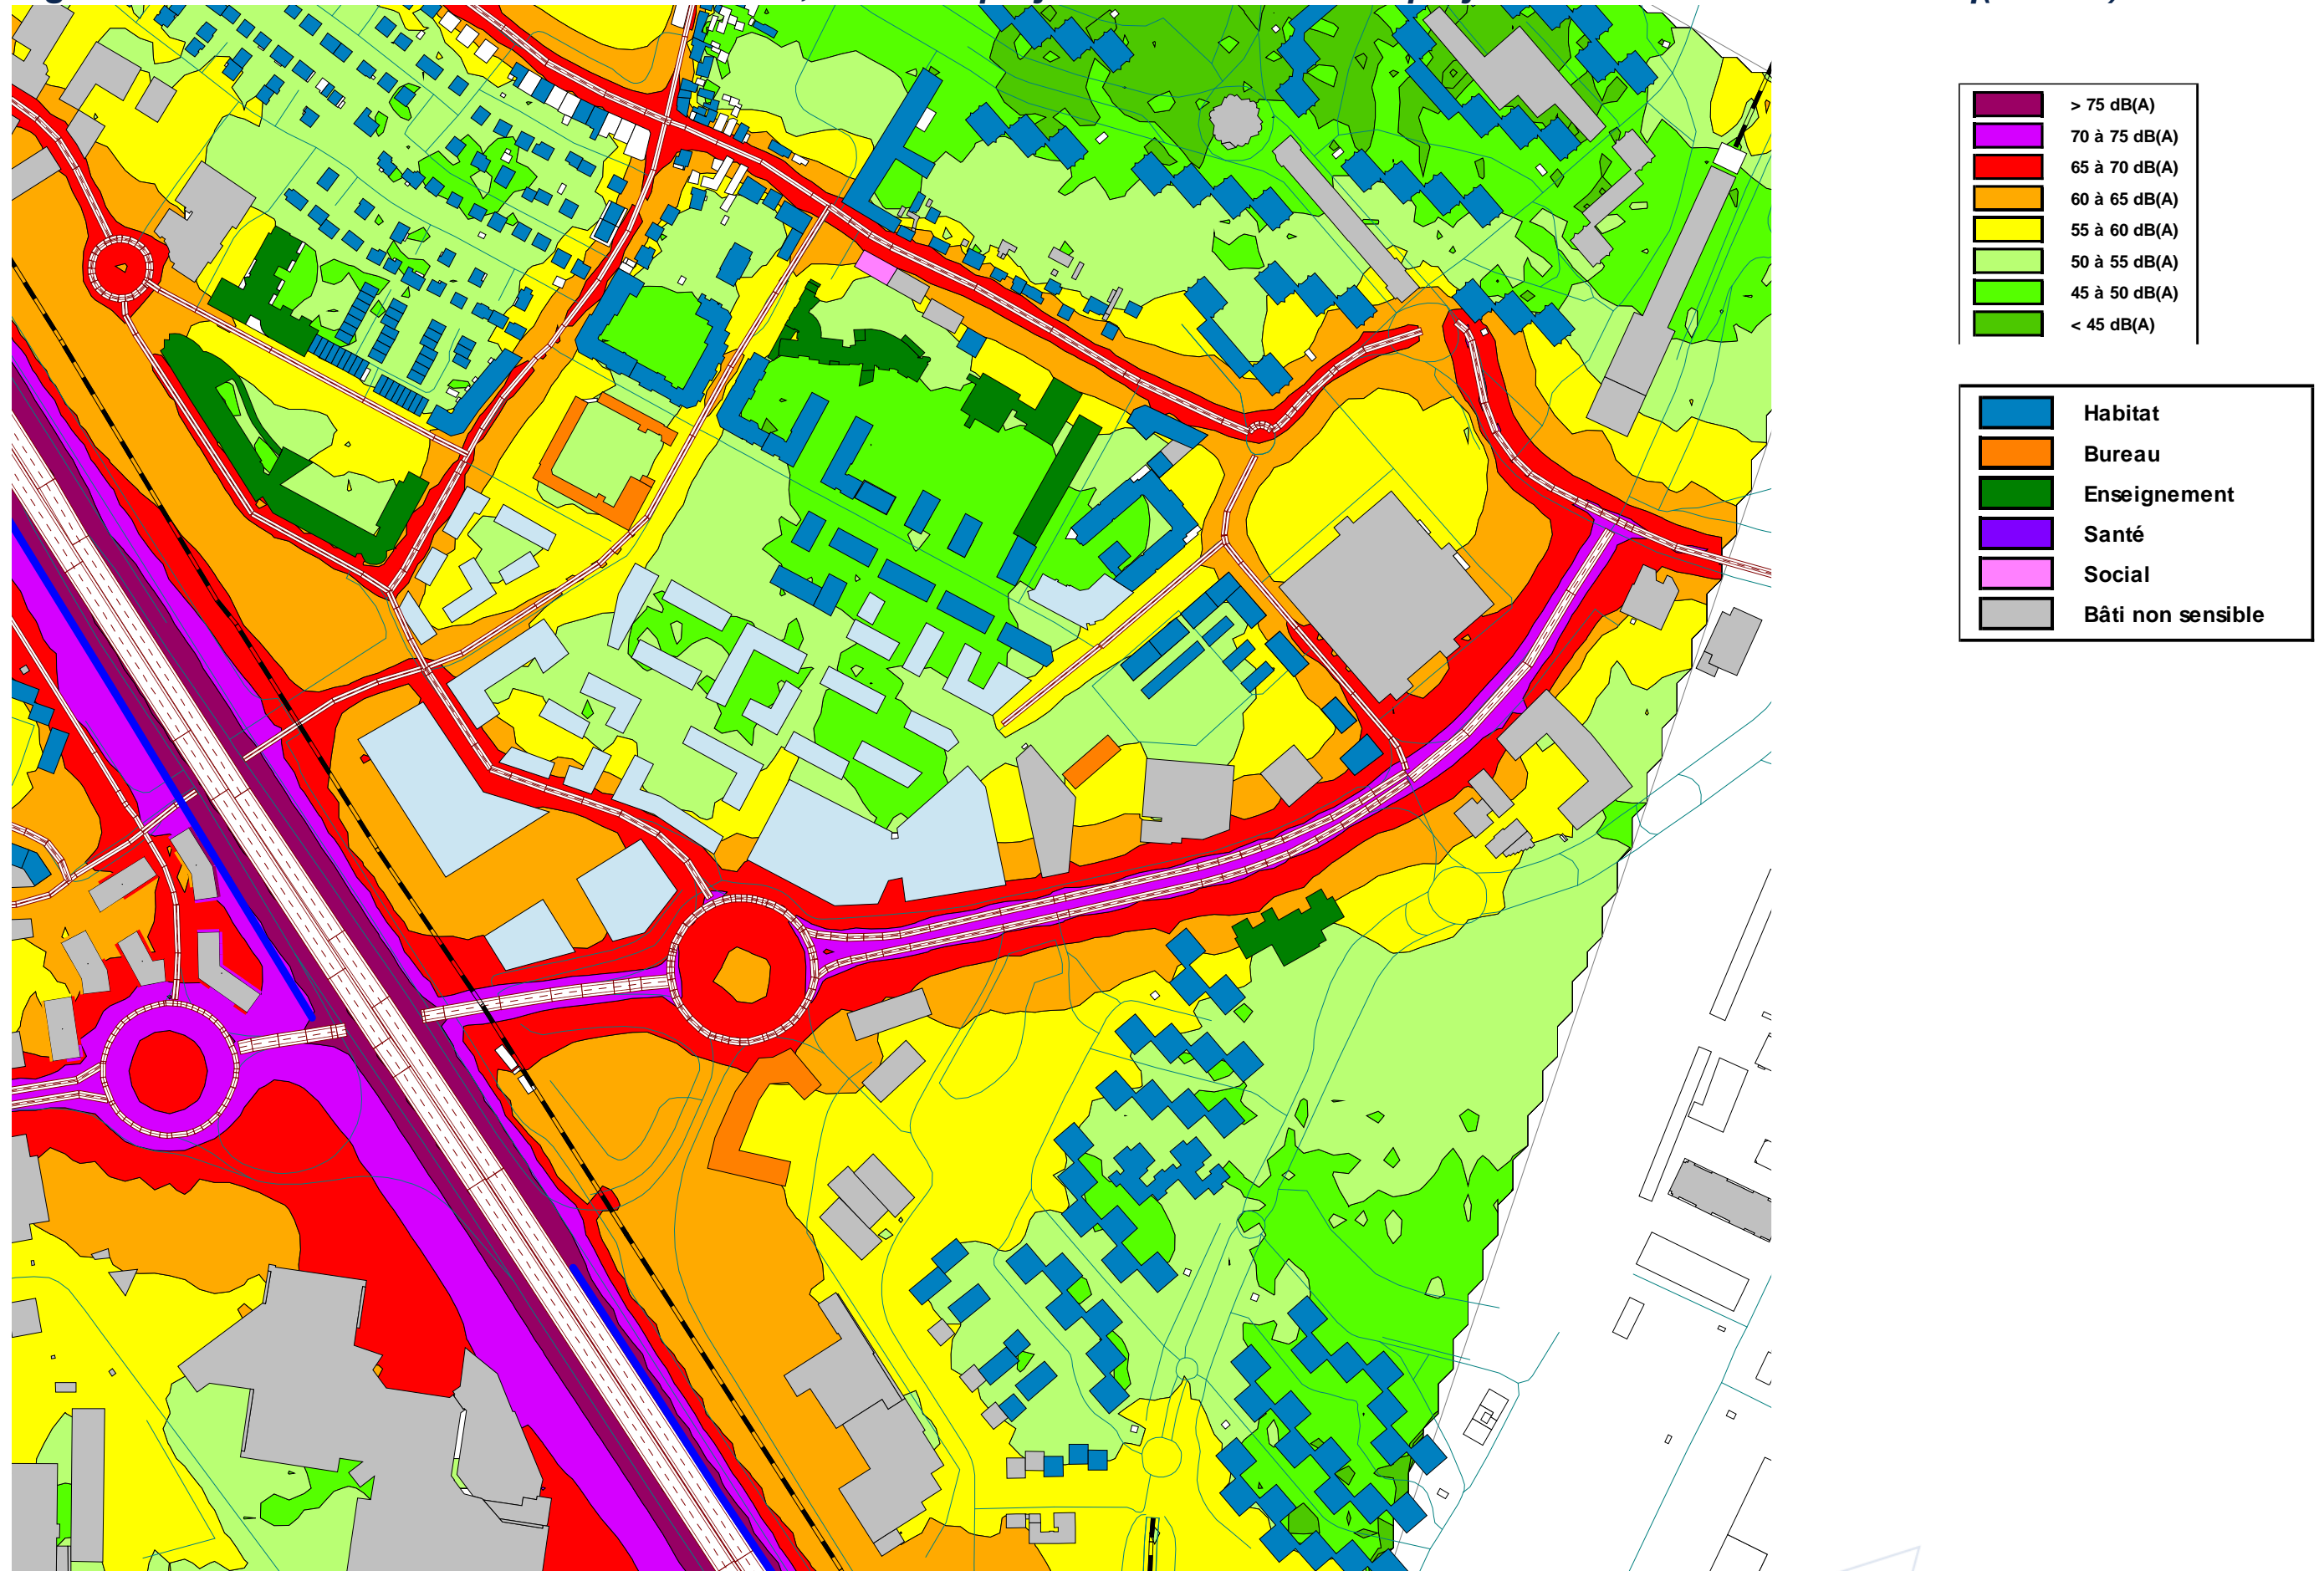 > 75 dB(A)
70 à 75 dB(A)
65 à 70 dB(A)
60 à 65 dB(A)
55 à 60 dB(A)
50 à 55 dB(A)
45 à 50 dB(A)
< 45 dB(A)
Habitat
Bureau
Enseignement
Santé
Social
Bâti non sensible